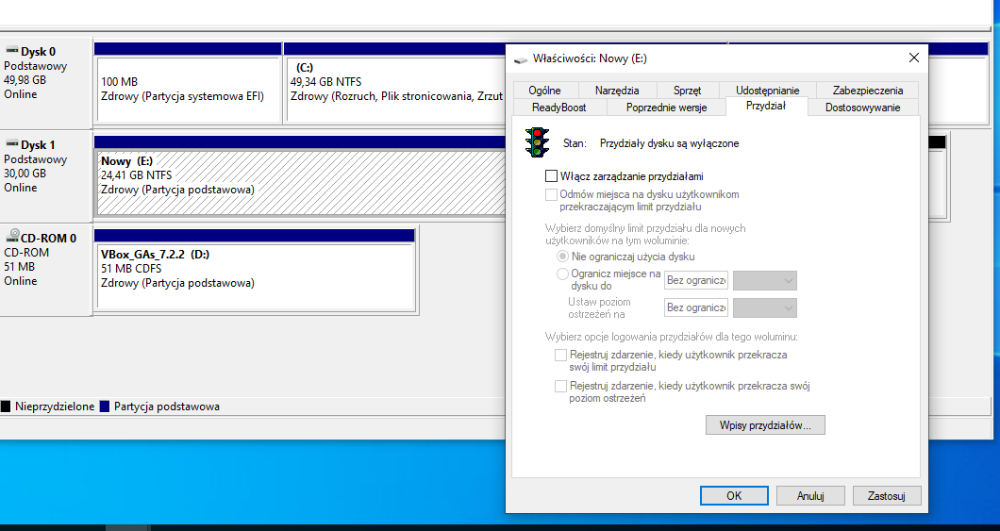 Dysk 0
Podstawowy
49,98 GB
Online
100 MB
Zdrowy (Partycja systemowa EFI)
(C:)
49,34 GB NTFS
Zdrowy (Rozruch, Plik stronicowania, Zrzut
Dysk 1
Podstawowy
30,00 GB
Online
Nowy (E:)
24,41 GB NTFS
Zdrowy (Partycja podstawowa)
CD-ROM 0
CD-ROM
51 MB
Online
VBox_GAs_7.2.2 (D:)
51 MB CDFS
Zdrowy (Partycja podstawowa)
Nieprzydzielone
Partycja podstawowa
Właściwości: Nowy (E:)
Ogólne
Narzędzia
Sprzęt
Udostępnianie
Zabezpieczenia
ReadyBoost
Poprzednie wersje
Przydział
Dostosowywanie
Stan: Przydziały dysku są wyłączone
Włącz zarządzanie przydziałami
Odmów miejsca na dysku użytkownikom
przekraczającym limit przydziału
Wybierz domyślny limit przydziału dla nowych
użytkowników na tym woluminie:
Nie ograniczaj użycia dysku
Ogranicz miejsce na
dysku do
Bez ogranicz
Ustaw poziom
ostrzeżeń na
Bez ogranicz
Wybierz opcje logowania przydziałów dla tego woluminu:
Rejestruj zdarzenie, kiedy użytkownik przekracza
swój limit przydziału
Rejestruj zdarzenie, kiedy użytkownik przekracza swój
poziom ostrzeżeń
Wpisy przydziałów...
OK
Anuluj
Zastosuj